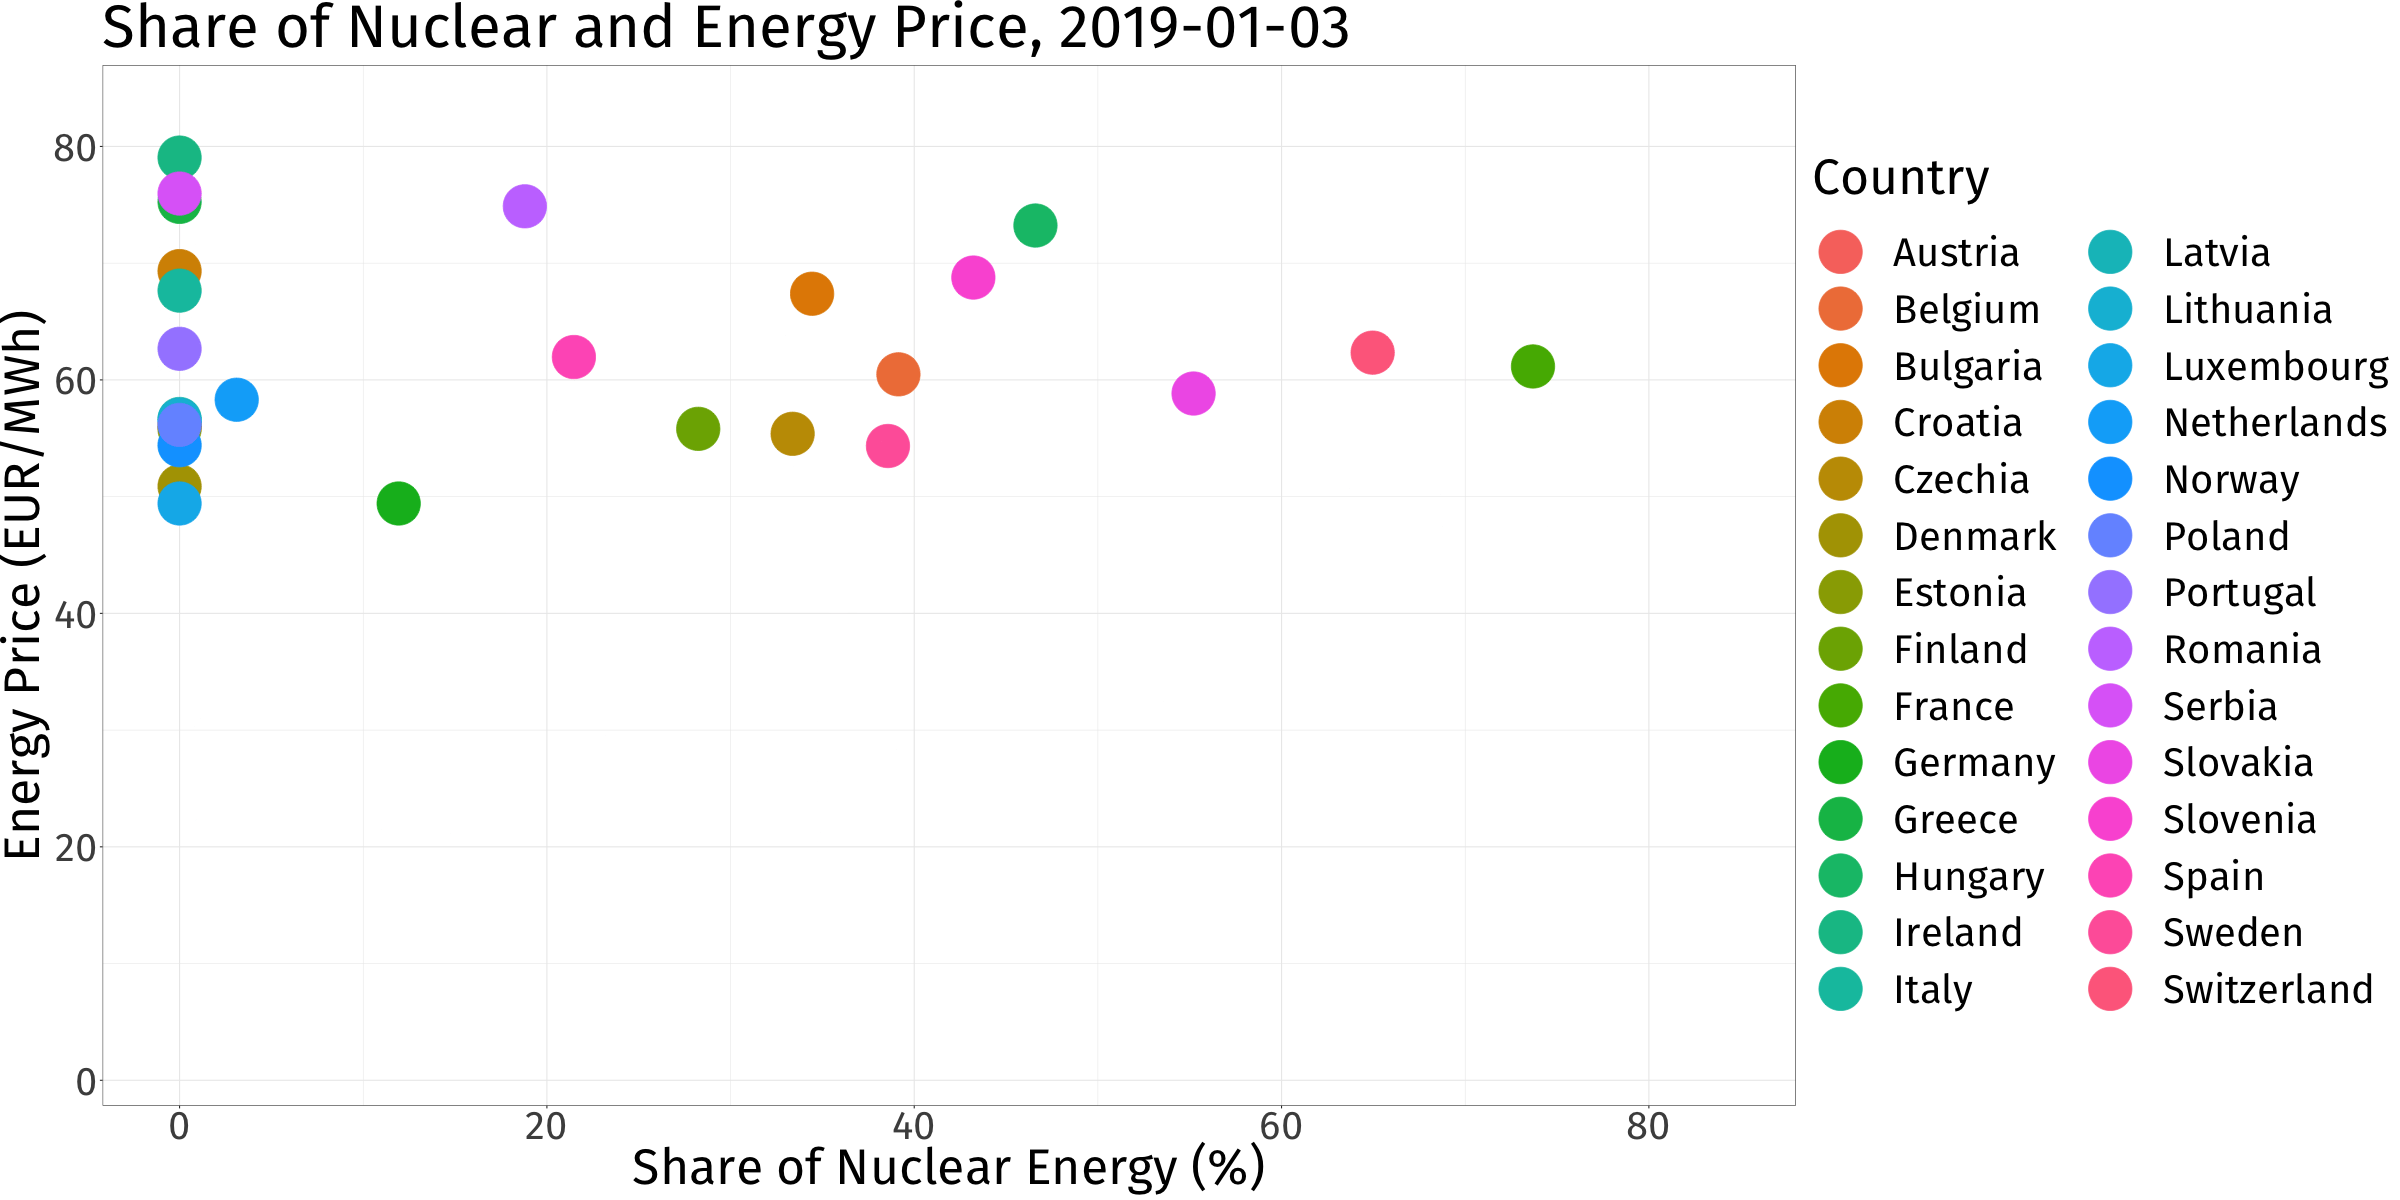 Share of Nuclear and Energy Price, 2019-01-03
Energy Price (EUR/MWh)
80
60
40
20
0
0 20 40 60 80
Share of Nuclear Energy (%)
Country
Austria
Belgium
Bulgaria
Croatia
Czechia
Denmark
Estonia
Finland
France
Germany
Greece
Hungary
Ireland
Italy
Latvia
Lithuania
Luxembourg
Netherlands
Norway
Poland
Portugal
Romania
Serbia
Slovakia
Slovenia
Spain
Sweden
Switzerland